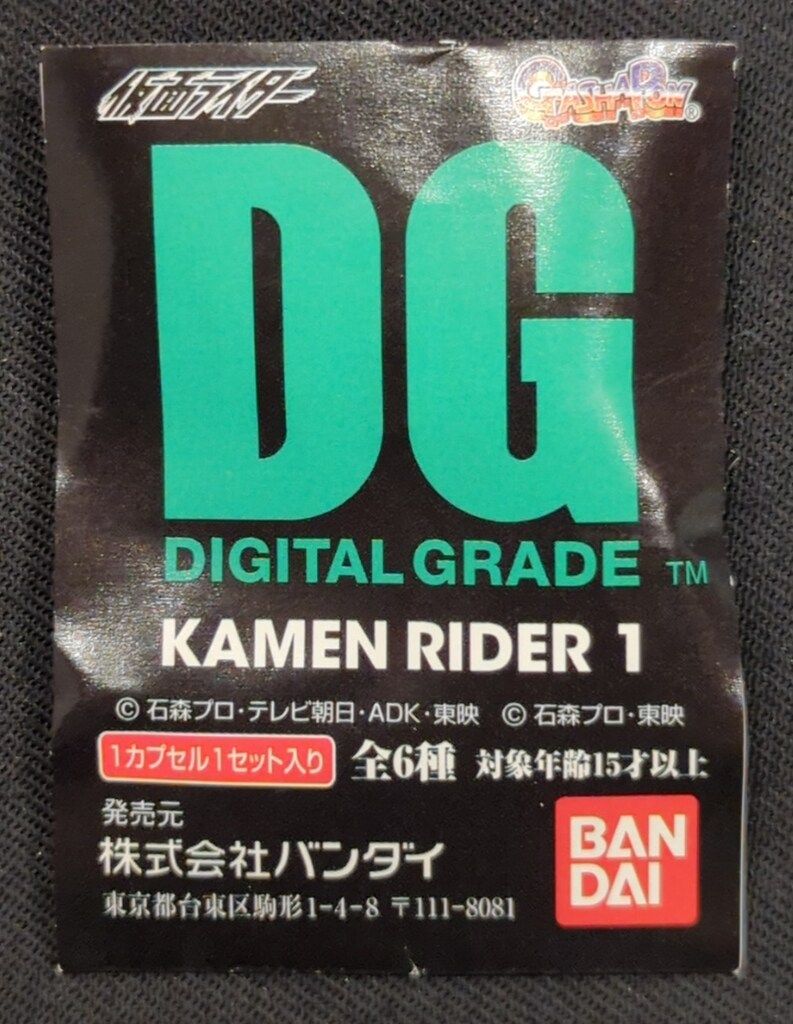 仮面ライダー
GASHAPON®
DG
DIGITAL GRADE ™
KAMEN RIDER 1
© 石森プロ・テレビ朝日・ADK・東映 © 石森プロ・東映
1カプセル1セット入り 全6種 対象年齢15才以上
発売元
株式会社バンダイ
東京都台東区駒形1-4-8 〒111-8081
BAN
DAI